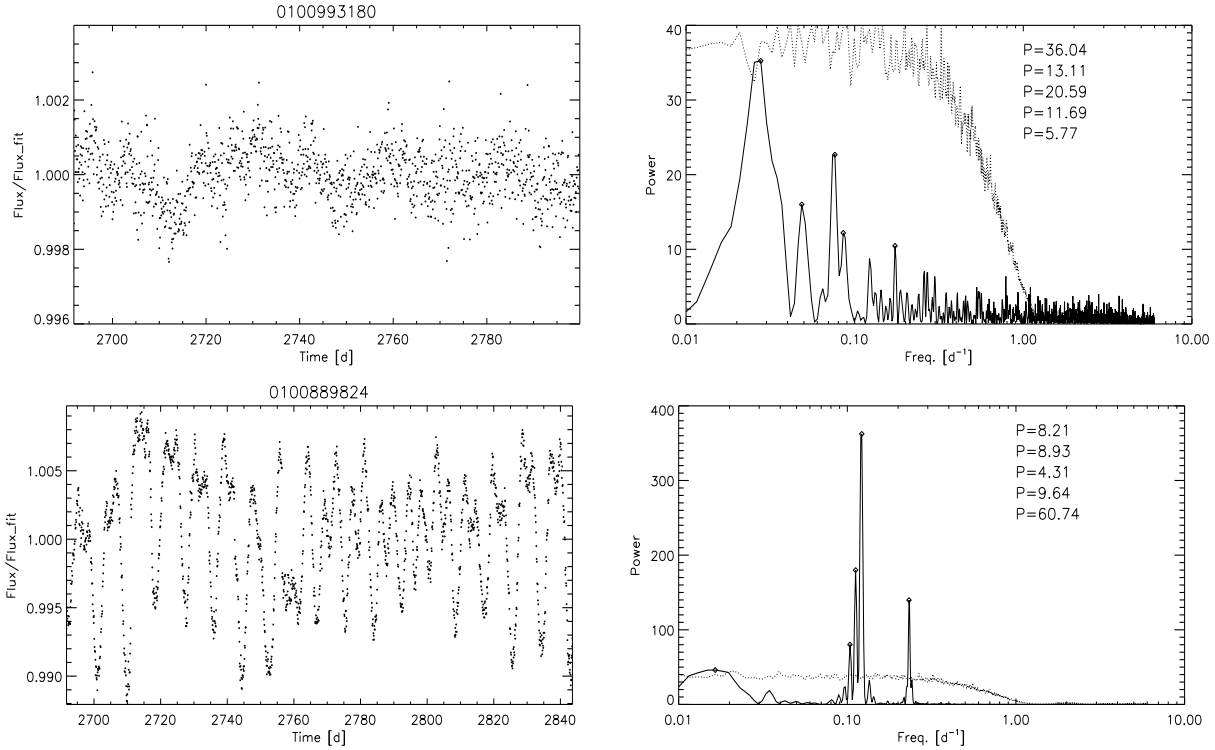 0100993180
Flux/Flux_fit
1.002
1.000
0.998
0.996
2700 2720 2740 2760 2780
Time [d]
Power
40
30
20
10
0
P=36.04
P=13.11
P=20.59
P=11.69
P=5.77
0.01 0.10 1.00 10.00
Freq. [d⁻¹]
0100889824
Flux/Flux_fit
1.005
1.000
0.995
0.990
2700 2720 2740 2760 2780 2800 2820 2840
Time [d]
Power
400
300
200
100
0
P=8.21
P=8.93
P=4.31
P=9.64
P=60.74
0.01 0.10 1.00 10.00
Freq. [d⁻¹]